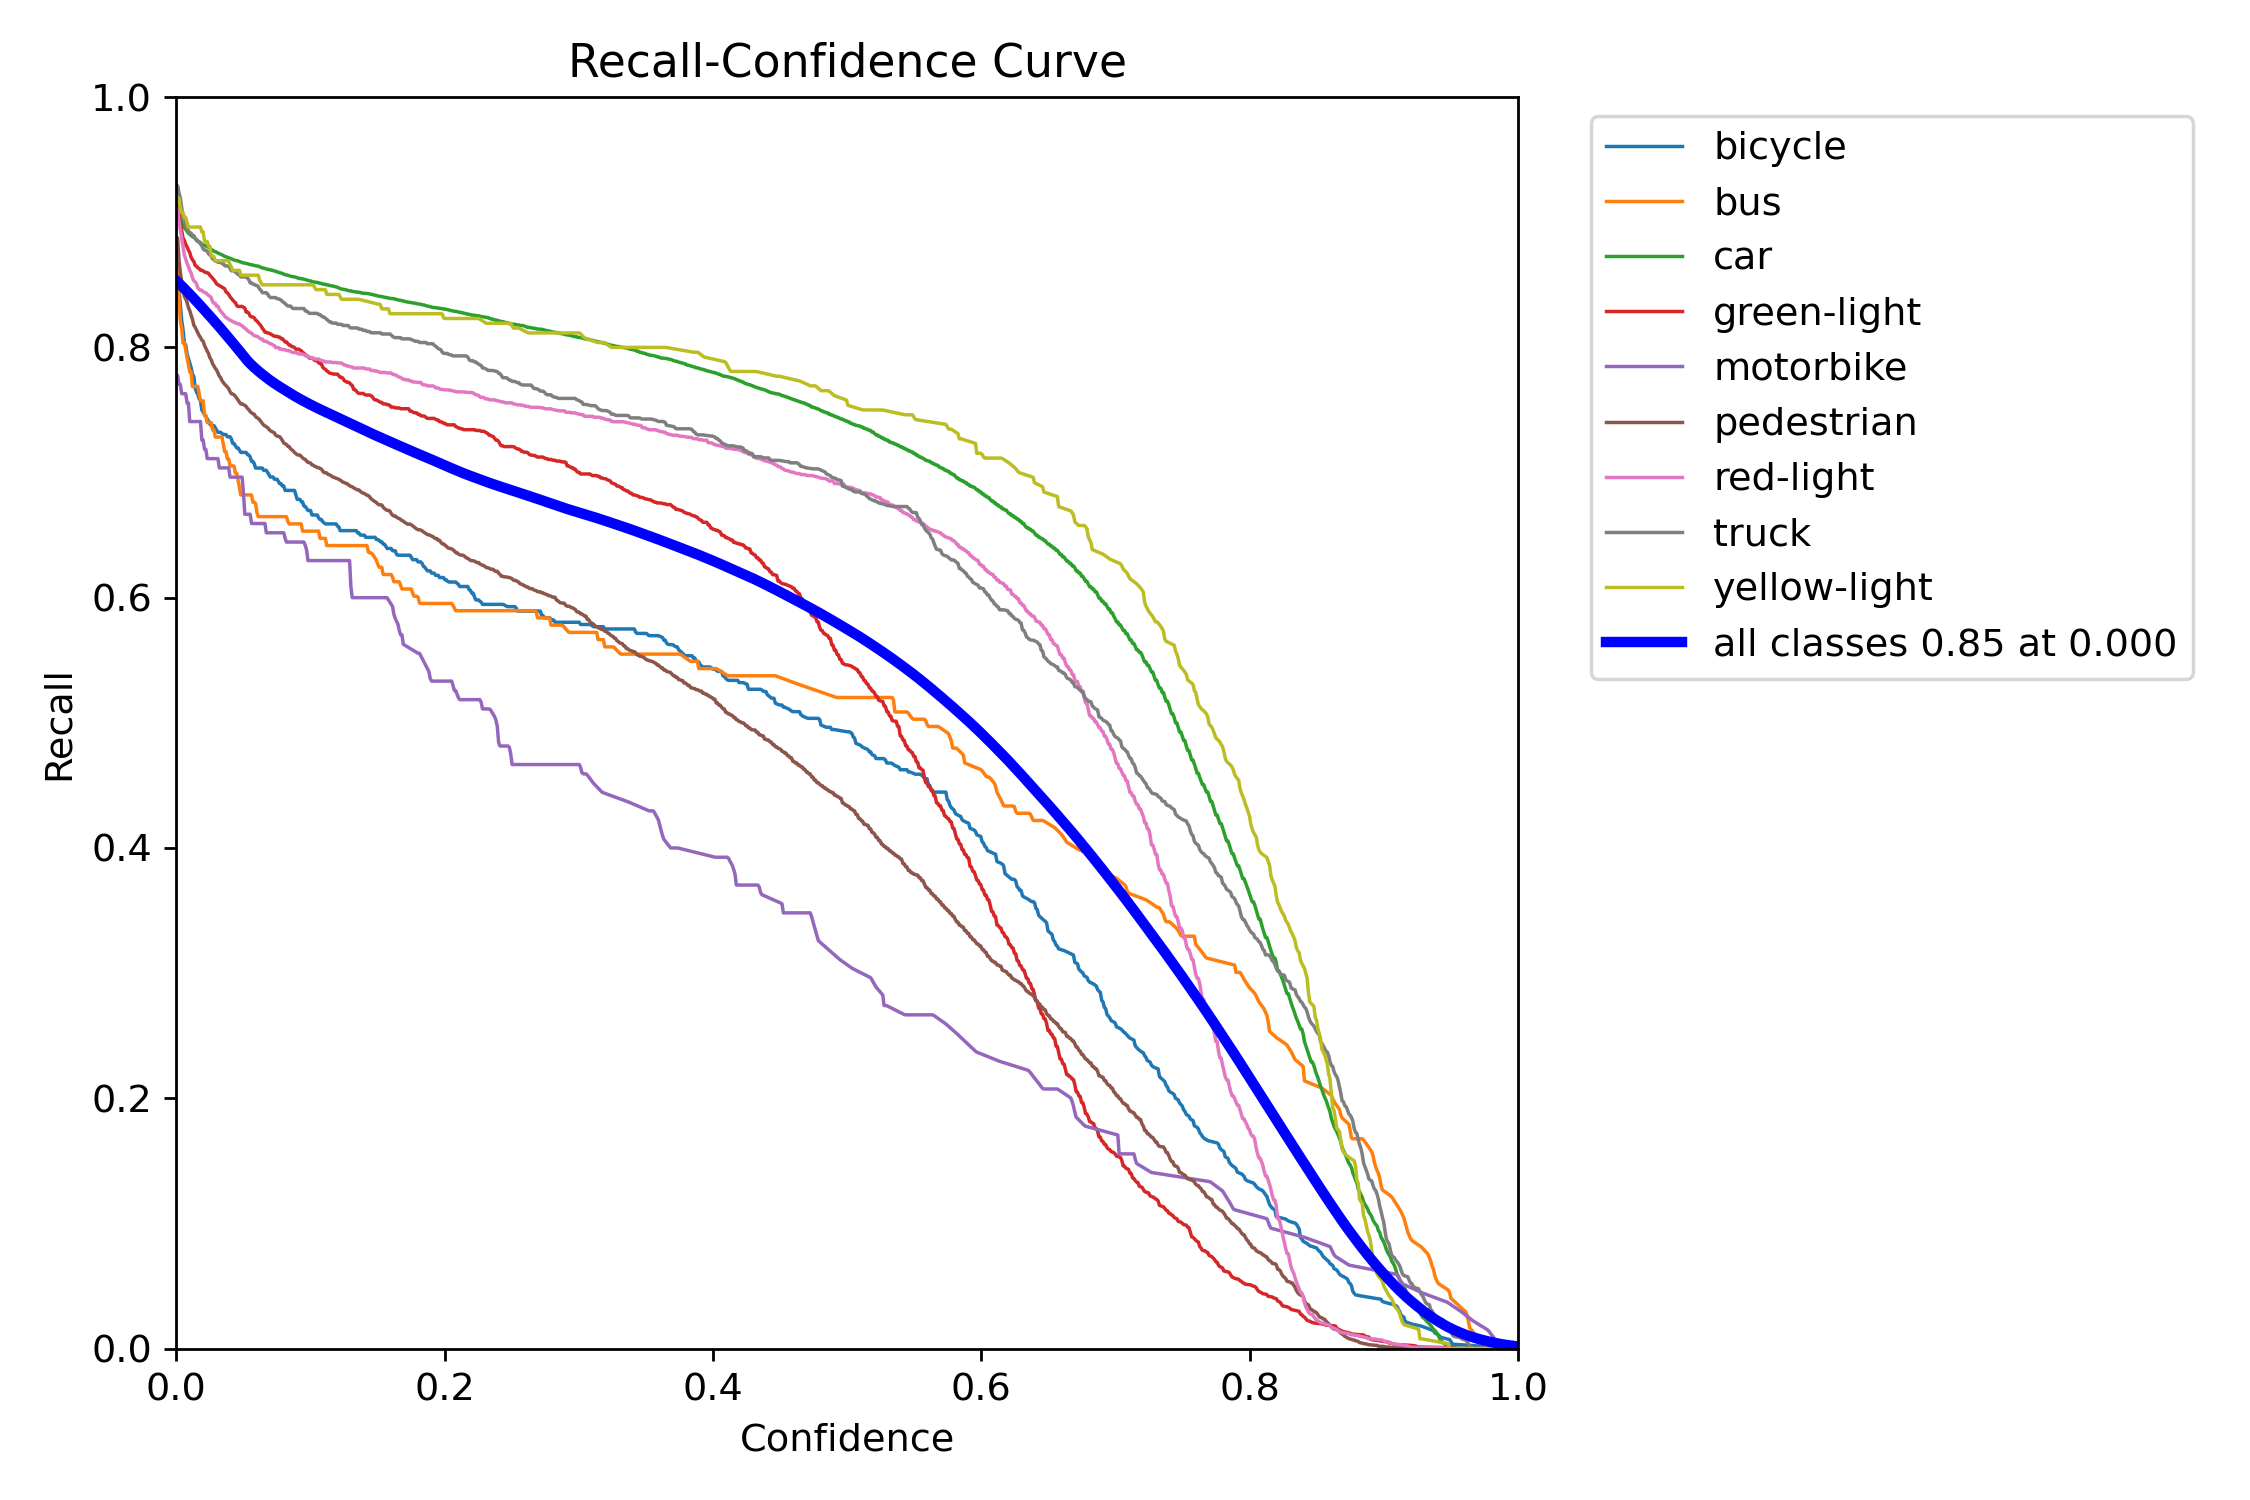 Recall-Confidence Curve
1.0
0.8
0.6
0.4
0.2
0.0
Recall
0.0 0.2 0.4 0.6 0.8 1.0
Confidence
bicycle
bus
car
green-light
motorbike
pedestrian
red-light
truck
yellow-light
all classes 0.85 at 0.000